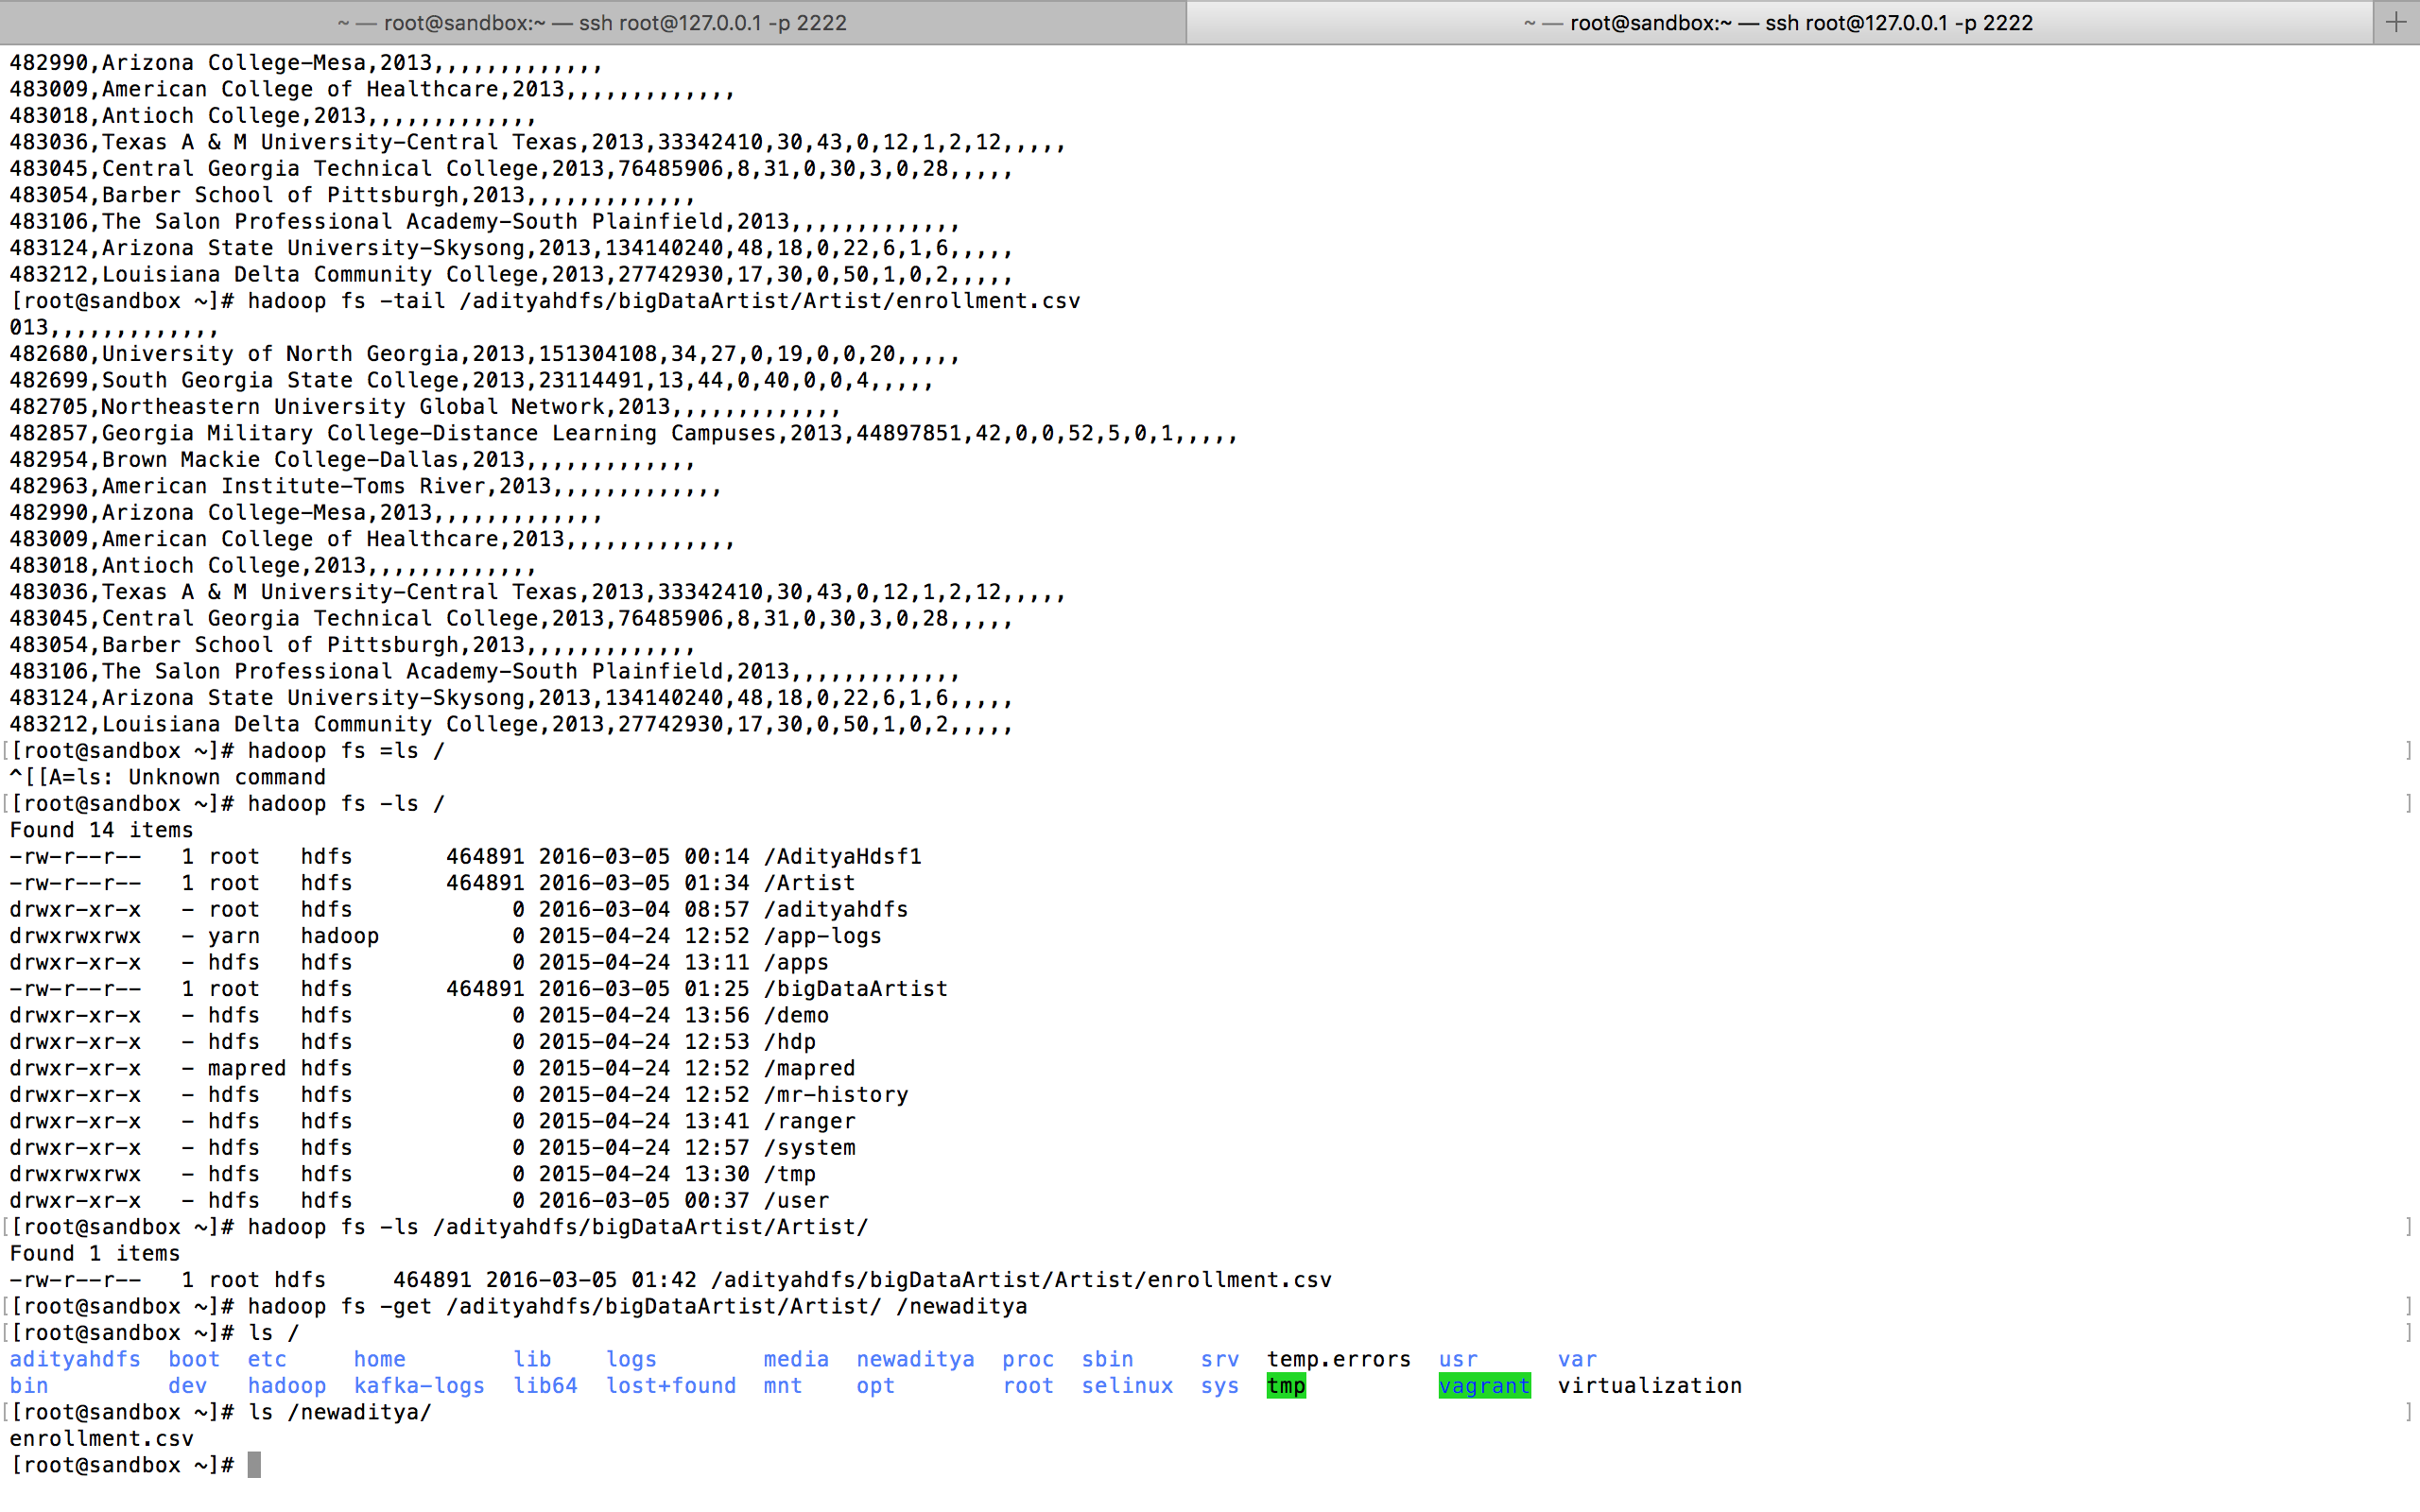 ~ — root@sandbox:~ — ssh root@127.0.0.1 -p 2222
~ — root@sandbox:~ — ssh root@127.0.0.1 -p 2222 +
482990,Arizona College-Mesa,2013,,,,,,,,,,,,,
483009,American College of Healthcare,2013,,,,,,,,,,,,,
483018,Antioch College,2013,,,,,,,,,,,,,
483036,Texas A & M University-Central Texas,2013,33342410,30,43,0,12,1,2,12,,,,,
483045,Central Georgia Technical College,2013,76485906,8,31,0,30,3,0,28,,,,,
483054,Barber School of Pittsburgh,2013,,,,,,,,,,,,,
483106,The Salon Professional Academy-South Plainfield,2013,,,,,,,,,,,,,
483124,Arizona State University-Skysong,2013,134140240,48,18,0,22,6,1,6,,,,,
483212,Louisiana Delta Community College,2013,27742930,17,30,0,50,1,0,2,,,,,
[root@sandbox ~]# hadoop fs -tail /adityahdfs/bigDataArtist/Artist/enrollment.csv
013,,,,,,,,,,,,,
482680,University of North Georgia,2013,151304108,34,27,0,19,0,0,20,,,,,
482699,South Georgia State College,2013,23114491,13,44,0,40,0,0,4,,,,,
482705,Northeastern University Global Network,2013,,,,,,,,,,,,,
482857,Georgia Military College-Distance Learning Campuses,2013,44897851,42,0,0,52,5,0,1,,,,,
482954,Brown Mackie College-Dallas,2013,,,,,,,,,,,,,
482963,American Institute-Toms River,2013,,,,,,,,,,,,,
482990,Arizona College-Mesa,2013,,,,,,,,,,,,,
483009,American College of Healthcare,2013,,,,,,,,,,,,,
483018,Antioch College,2013,,,,,,,,,,,,,
483036,Texas A & M University-Central Texas,2013,33342410,30,43,0,12,1,2,12,,,,,
483045,Central Georgia Technical College,2013,76485906,8,31,0,30,3,0,28,,,,,
483054,Barber School of Pittsburgh,2013,,,,,,,,,,,,,
483106,The Salon Professional Academy-South Plainfield,2013,,,,,,,,,,,,,
483124,Arizona State University-Skysong,2013,134140240,48,18,0,22,6,1,6,,,,,
483212,Louisiana Delta Community College,2013,27742930,17,30,0,50,1,0,2,,,,,
[[root@sandbox ~]# hadoop fs =ls / ]
^[[A=ls: Unknown command
[[root@sandbox ~]# hadoop fs -ls / ]
Found 14 items
-rw-r--r--   1 root   hdfs       464891 2016-03-05 00:14 /AdityaHdsf1
-rw-r--r--   1 root   hdfs       464891 2016-03-05 01:34 /Artist
drwxr-xr-x   - root   hdfs            0 2016-03-04 08:57 /adityahdfs
drwxrwxrwx   - yarn   hadoop          0 2015-04-24 12:52 /app-logs
drwxr-xr-x   - hdfs   hdfs            0 2015-04-24 13:11 /apps
-rw-r--r--   1 root   hdfs       464891 2016-03-05 01:25 /bigDataArtist
drwxr-xr-x   - hdfs   hdfs            0 2015-04-24 13:56 /demo
drwxr-xr-x   - hdfs   hdfs            0 2015-04-24 12:53 /hdp
drwxr-xr-x   - mapred hdfs            0 2015-04-24 12:52 /mapred
drwxr-xr-x   - hdfs   hdfs            0 2015-04-24 12:52 /mr-history
drwxr-xr-x   - hdfs   hdfs            0 2015-04-24 13:41 /ranger
drwxr-xr-x   - hdfs   hdfs            0 2015-04-24 12:57 /system
drwxrwxrwx   - hdfs   hdfs            0 2015-04-24 13:30 /tmp
drwxr-xr-x   - hdfs   hdfs            0 2016-03-05 00:37 /user
[[root@sandbox ~]# hadoop fs -ls /adityahdfs/bigDataArtist/Artist/ ]
Found 1 items
-rw-r--r--   1 root hdfs     464891 2016-03-05 01:42 /adityahdfs/bigDataArtist/Artist/enrollment.csv
[[root@sandbox ~]# hadoop fs -get /adityahdfs/bigDataArtist/Artist/ /newaditya ]
[[root@sandbox ~]# ls / ]
adityahdfs  boot  etc     home        lib    logs        media  newaditya  proc  sbin     srv  temp.errors  usr      var
bin         dev   hadoop  kafka-logs  lib64  lost+found  mnt    opt        root  selinux  sys  tmp          vagrant  virtualization
[[root@sandbox ~]# ls /newaditya/ ]
enrollment.csv
[root@sandbox ~]#